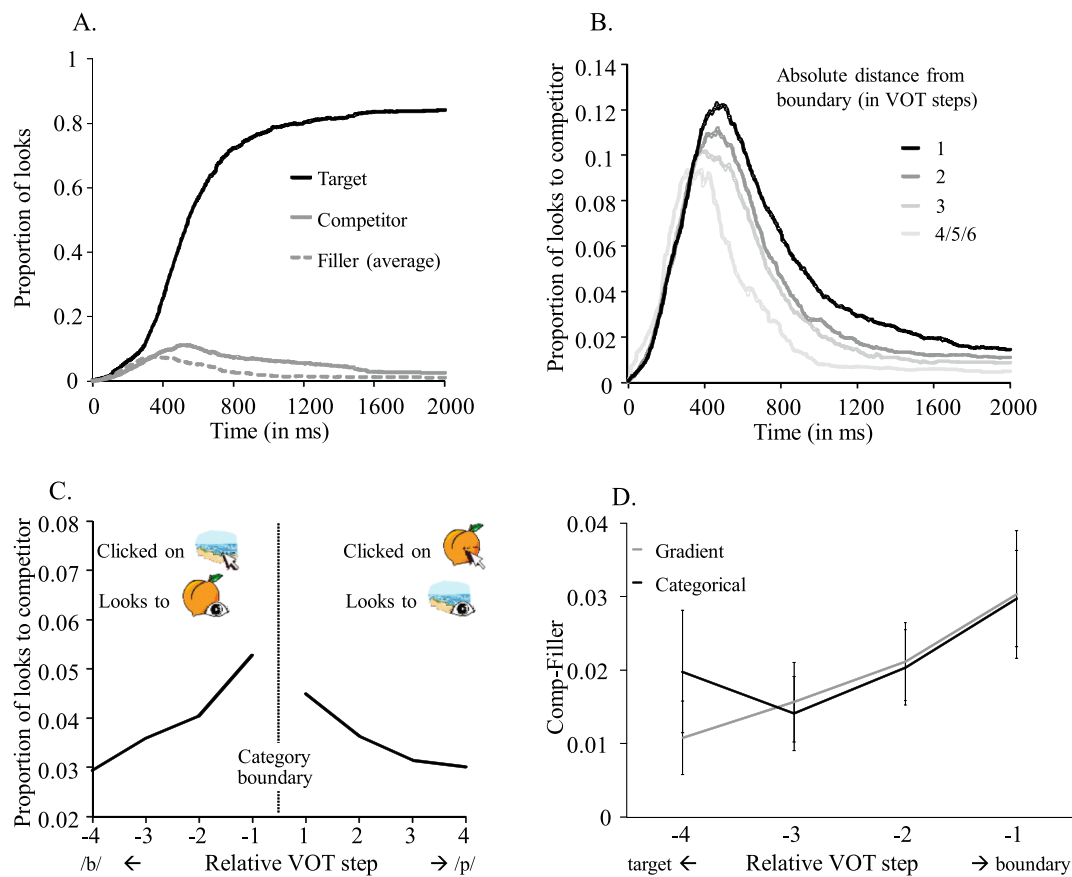 A.
Proportion of looks
1
0.8
0.6
0.4
0.2
0
Target
Competitor
Filler (average)
0 400 800 1200 1600 2000
Time (in ms)
B.
Proportion of looks to competitor
0.14
0.12
0.1
0.08
0.06
0.04
0.02
0
Absolute distance from
boundary (in VOT steps)
1
2
3
4/5/6
0 400 800 1200 1600 2000
Time (in ms)
C.
Proportion of looks to competitor
0.08
0.07
0.06
0.05
0.04
0.03
0.02
Clicked on
Looks to
Clicked on
Looks to
Category
boundary
-4 -3 -2 -1 1 2 3 4
/b/ ← Relative VOT step → /p/
D.
Comp-Filler
0.04
0.03
0.02
0.01
0
Gradient
Categorical
-4 -3 -2 -1
target ← Relative VOT step → boundary